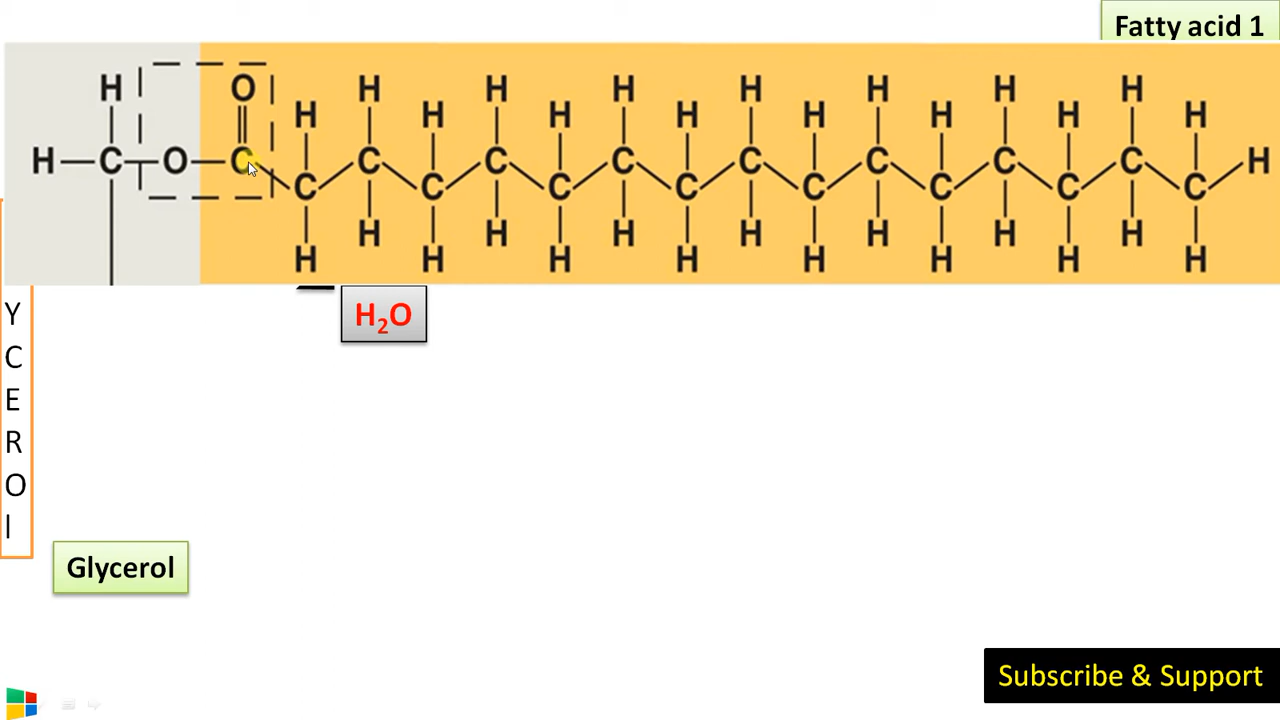 Fatty acid 1
H O H H H H H H H
H H H H H H H H
H C O C C C C C C C C H
C C C C C C C C
H H H H H H H
H H H H H H H H
H₂O
Y
C
E
R
O
l
Glycerol
Subscribe & Support